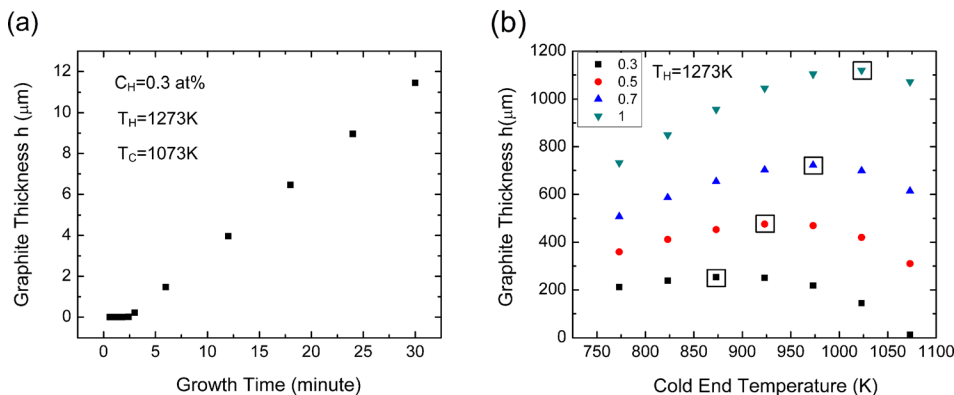 (a)
12
10
8
6
4
2
0
Graphite Thickness h (μm)
C_H=0.3 at%
T_H=1273K
T_C=1073K
0 5 10 15 20 25 30
Growth Time (minute)
(b)
1200
1000
800
600
400
200
0
Graphite Thickness h(μm)
0.3
0.5
0.7
1
T_H=1273K
750 800 850 900 950 1000 1050 1100
Cold End Temperature (K)